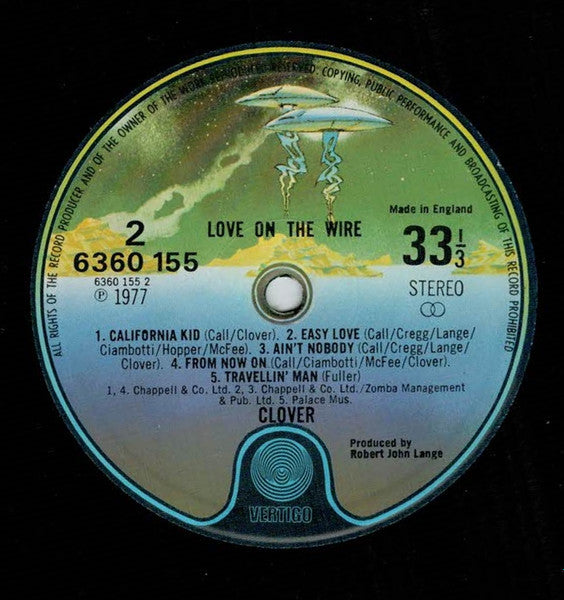 ALL RIGHTS OF THE RECORD PRODUCER AND OF THE OWNER OF THE WORK REPRODUCED RESERVED. COPYING, PUBLIC PERFORMANCE AND BROADCASTING OF THIS RECORD PROHIBITED
LOVE ON THE WIRE
Made in England
2
6360 155
6360 155 2
℗ 1977
33⅓
STEREO
1. CALIFORNIA KID (Call/Clover). 2. EASY LOVE (Call/Cregg/Lange/
Ciambotti/Hopper/McFee). 3. AIN'T NOBODY (Call/Cregg/Lange/
Clover). 4. FROM NOW ON (Call/Ciambotti/McFee/Clover).
5. TRAVELLIN' MAN (Fuller)
1, 4. Chappell & Co. Ltd. 2, 3. Chappell & Co. Ltd./Zomba Management
& Pub. Ltd. 5. Palace Mus.
CLOVER
Produced by
Robert John Lange
VERTIGO